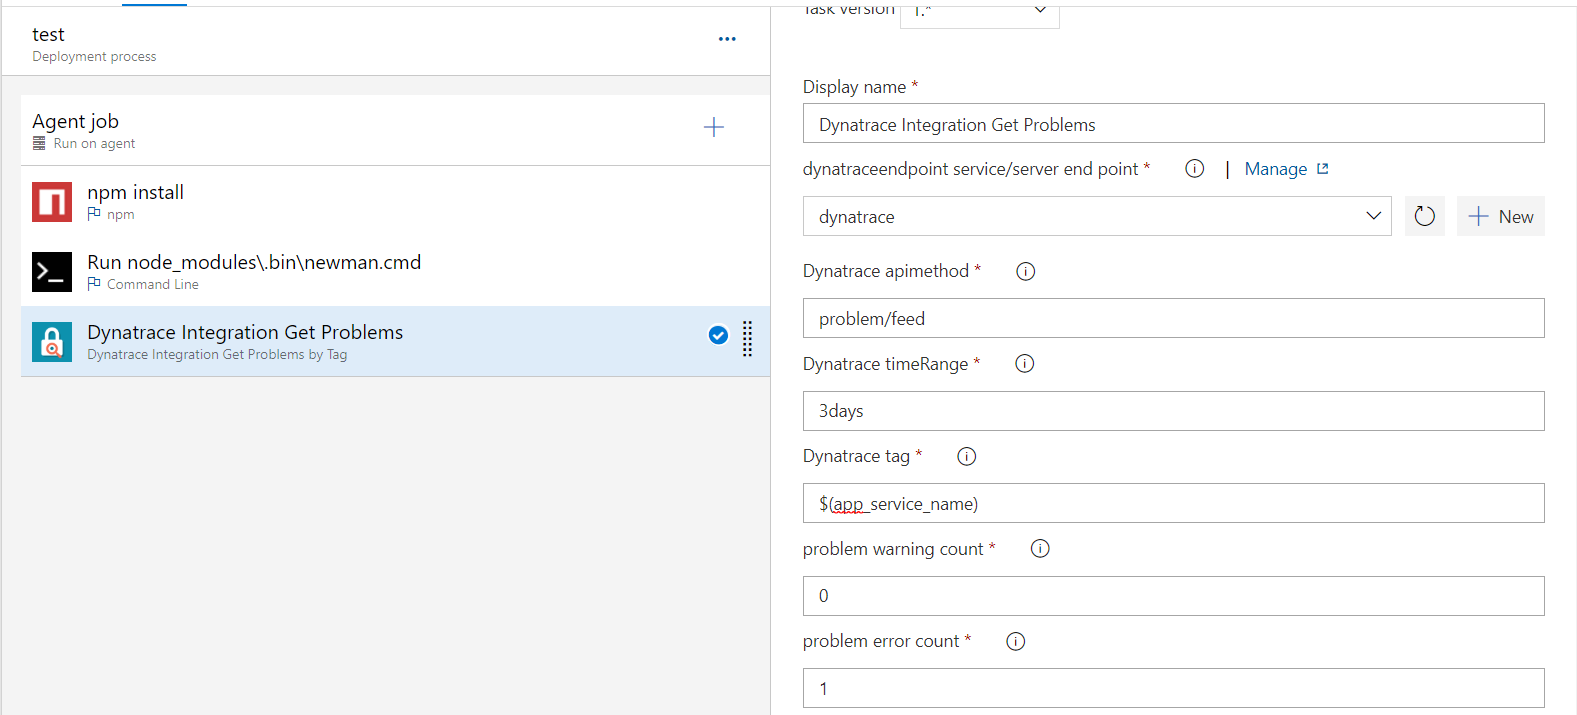 test
Deployment process
Agent job
Run on agent
npm install
npm
Run node_modules\.bin\newman.cmd
Command Line
Dynatrace Integration Get Problems
Dynatrace Integration Get Problems by Tag
Task version
1.*
Display name *
Dynatrace Integration Get Problems
dynatraceendpoint service/server end point * | Manage
dynatrace
New
Dynatrace apimethod *
problem/feed
Dynatrace timeRange *
3days
Dynatrace tag *
$(app_service_name)
problem warning count *
0
problem error count *
1